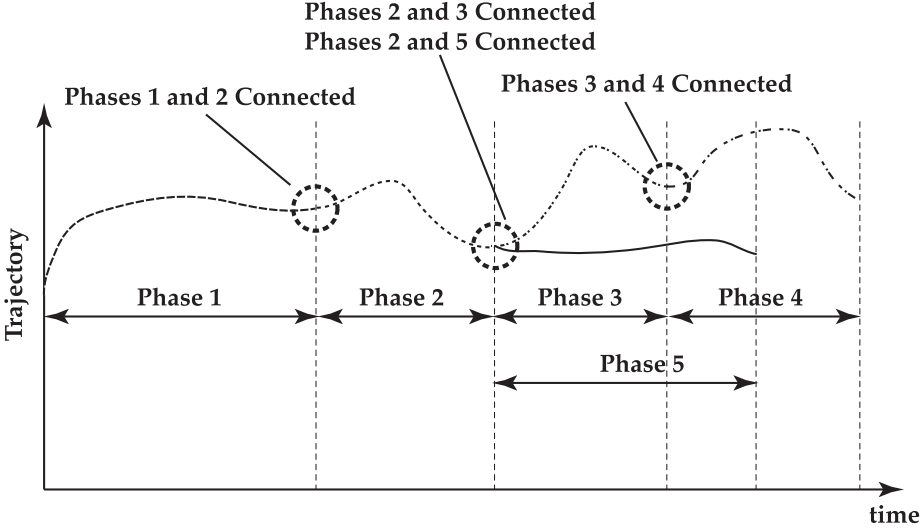 Phases 2 and 3 Connected
Phases 2 and 5 Connected
Phases 3 and 4 Connected
Phases 1 and 2 Connected
Trajectory
Phase 1
Phase 2
Phase 3
Phase 4
Phase 5
time